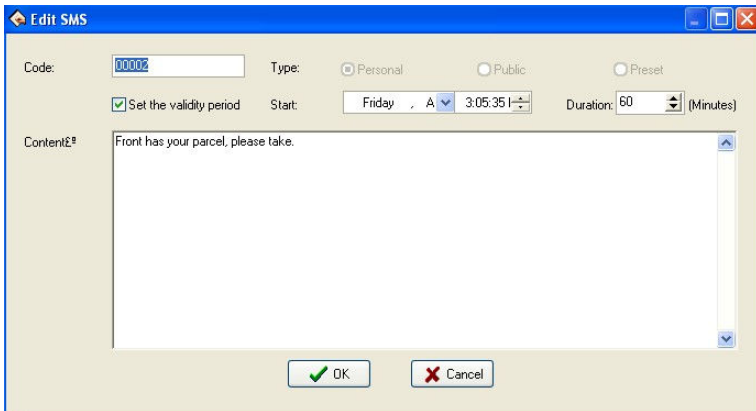 Edit SMS
Code: 00002 Type: Personal Public Preset
Set the validity period Start: Friday , A 3:05:35 Duration: 60 (Minutes)
Content£ª Front has your parcel, please take.
OK Cancel